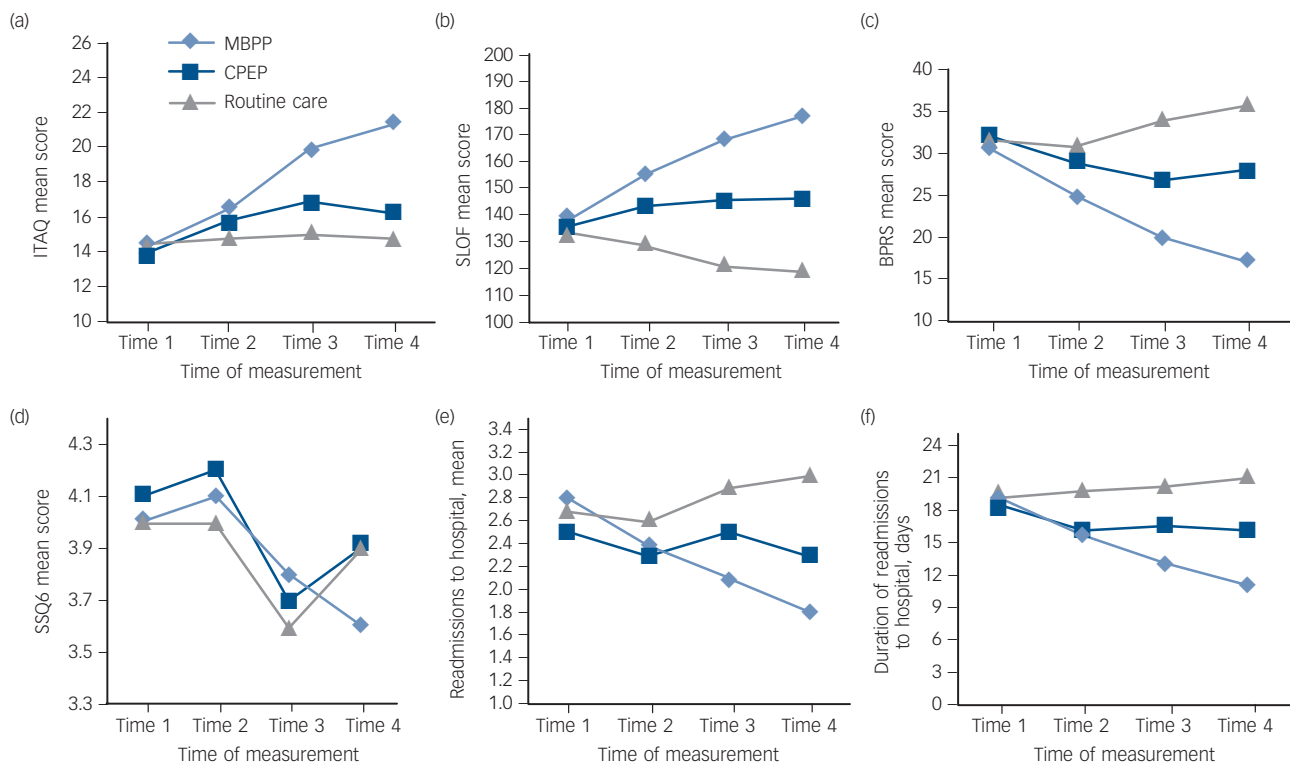 (a)
ITAQ mean score
26
24
22
20
18
16
14
12
10
MBPP
CPEP
Routine care
Time 1 Time 2 Time 3 Time 4
Time of measurement
(b)
SLOF mean score
200
190
180
170
160
150
140
130
120
110
100
Time 1 Time 2 Time 3 Time 4
Time of measurement
(c)
BPRS mean score
40
35
30
25
20
15
10
Time 1 Time 2 Time 3 Time 4
Time of measurement
(d)
SSQ6 mean score
4.3
4.1
3.9
3.7
3.5
3.3
Time 1 Time 2 Time 3 Time 4
Time of measurement
(e)
Readmissions to hospital, mean
3.4
3.2
3.0
2.8
2.6
2.4
2.2
2.0
1.8
1.6
1.4
1.2
1.0
Time 1 Time 2 Time 3 Time 4
Time of measurement
(f)
Duration of readmissions
to hospital, days
24
21
18
15
12
9
6
3
0
Time 1 Time 2 Time 3 Time 4
Time of measurement